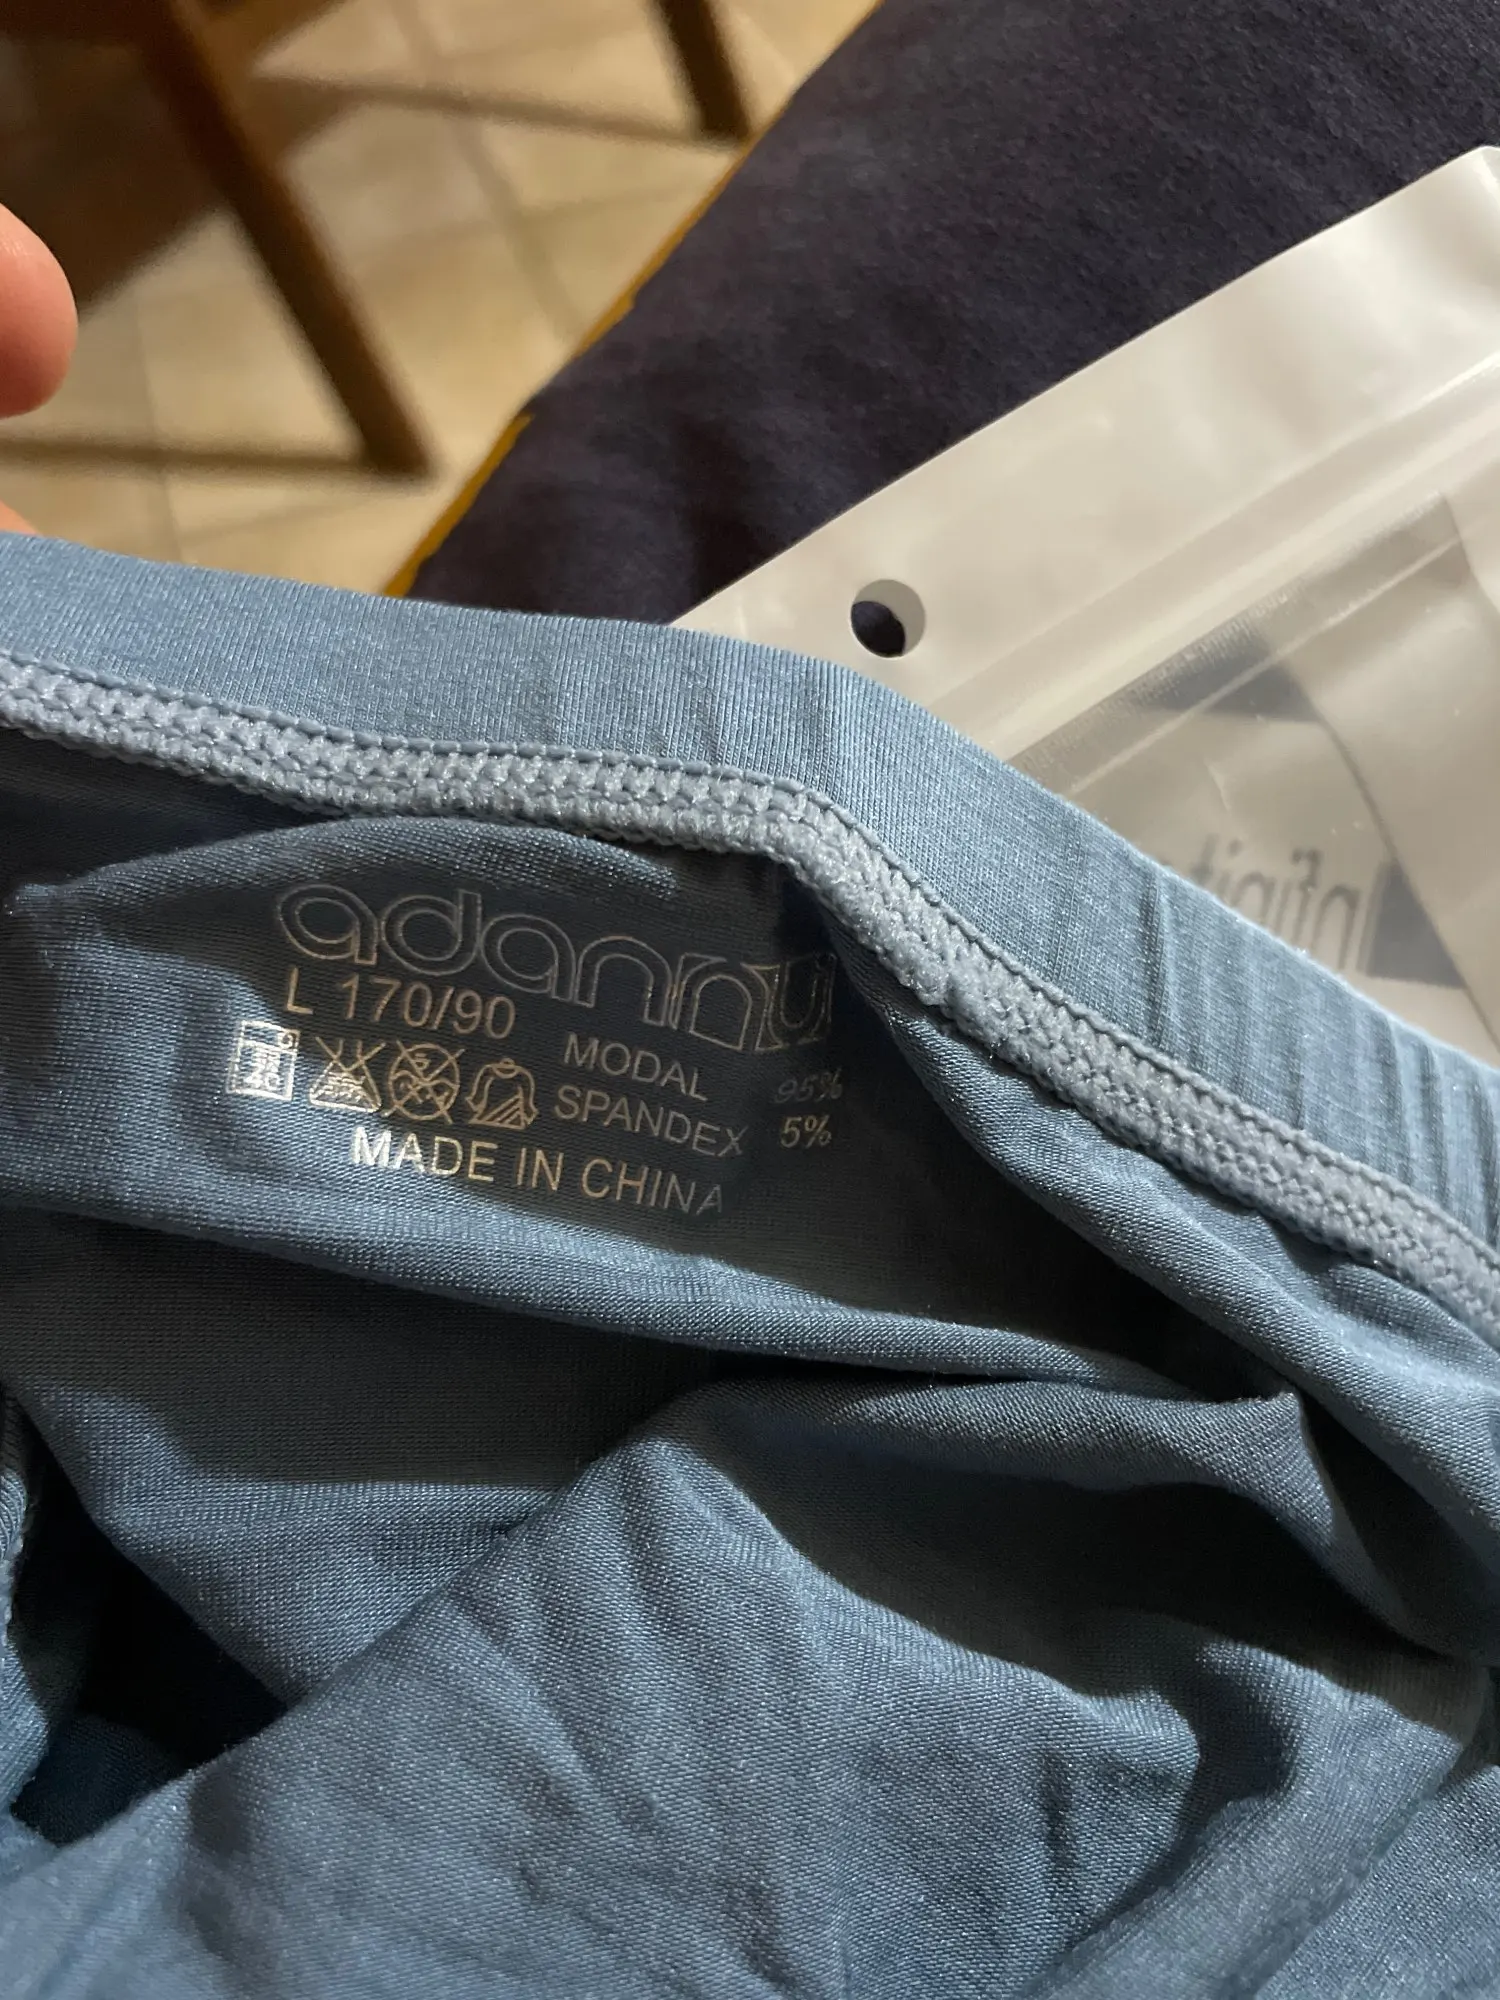 adannu
L 170/90
MODAL 95%
SPANDEX 5%
MADE IN CHINA